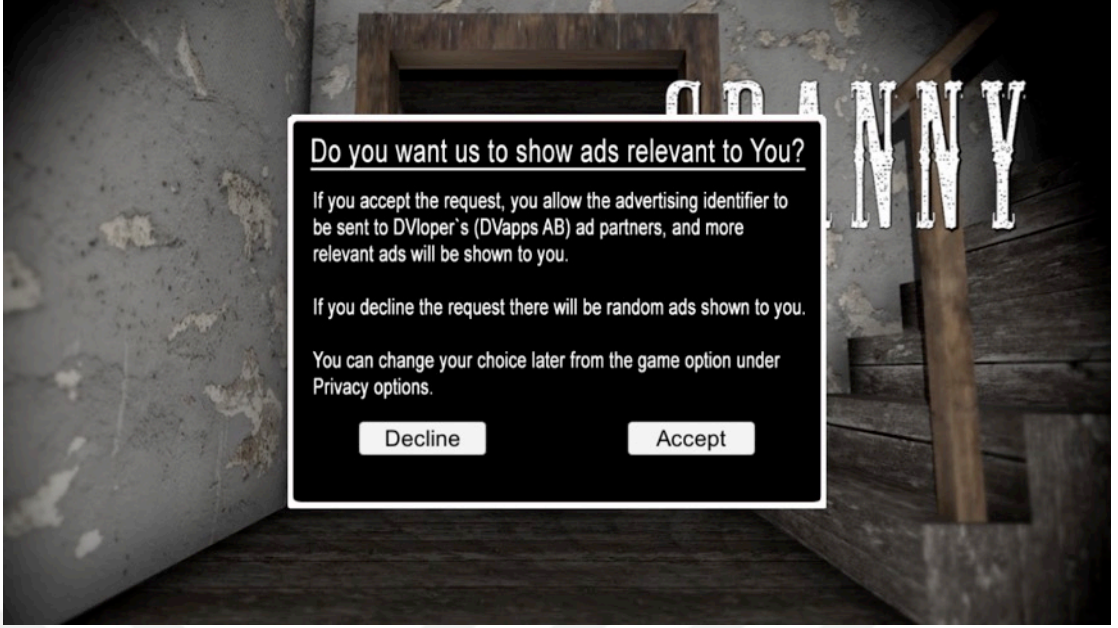 GRANNY
Do you want us to show ads relevant to You?
If you accept the request, you allow the advertising identifier to
be sent to DVloper`s (DVapps AB) ad partners, and more
relevant ads will be shown to you.
If you decline the request there will be random ads shown to you.
You can change your choice later from the game option under
Privacy options.
Decline
Accept